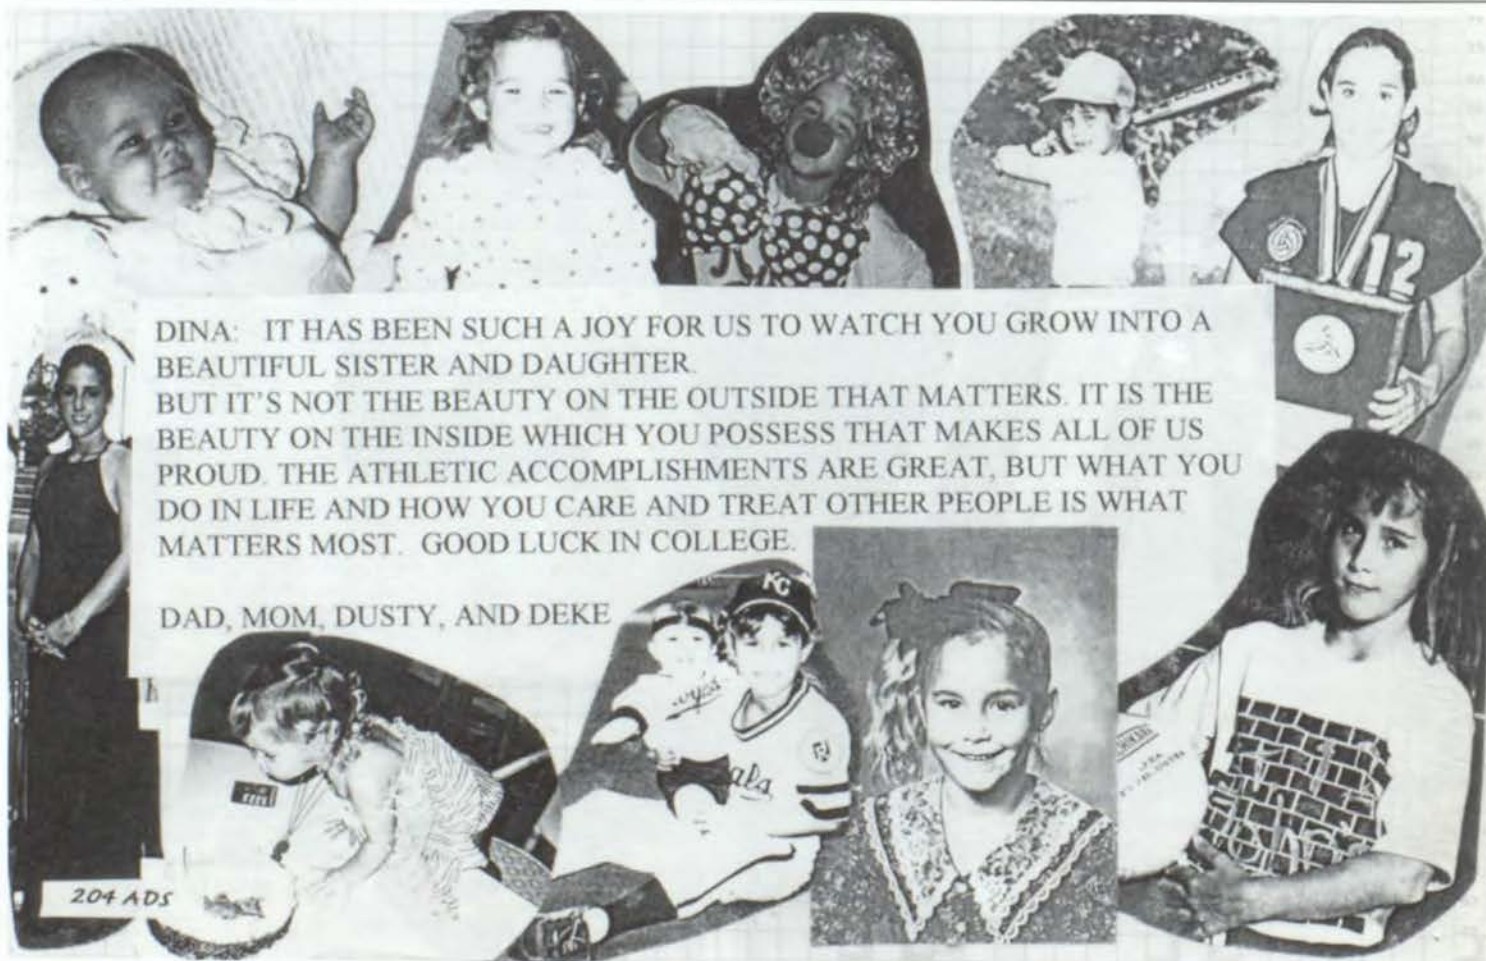 12
DINA: IT HAS BEEN SUCH A JOY FOR US TO WATCH YOU GROW INTO A
BEAUTIFUL SISTER AND DAUGHTER.
BUT IT'S NOT THE BEAUTY ON THE OUTSIDE THAT MATTERS. IT IS THE
BEAUTY ON THE INSIDE WHICH YOU POSSESS THAT MAKES ALL OF US
PROUD. THE ATHLETIC ACCOMPLISHMENTS ARE GREAT, BUT WHAT YOU
DO IN LIFE AND HOW YOU CARE AND TREAT OTHER PEOPLE IS WHAT
MATTERS MOST. GOOD LUCK IN COLLEGE.
DAD, MOM, DUSTY, AND DEKE
KC
204 ADS